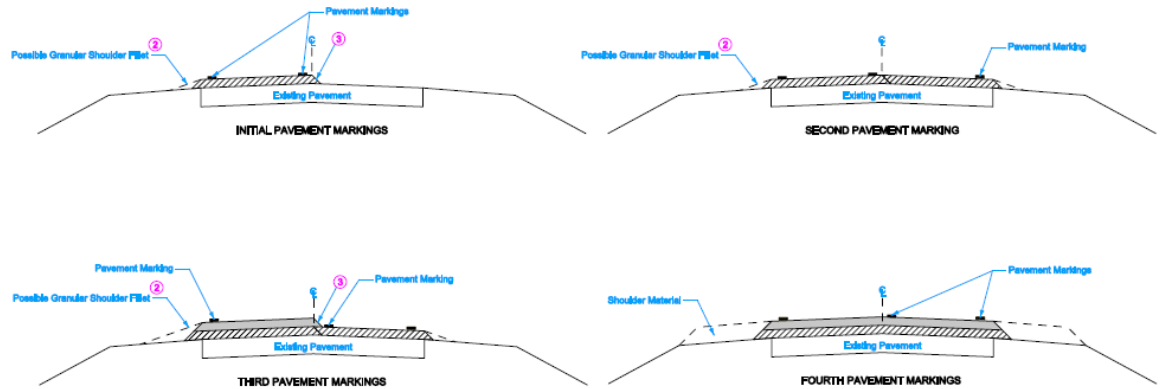 Pavement Markings
②
③
℄
Possible Granular Shoulder Fillet
Existing Pavement
INITIAL PAVEMENT MARKINGS
②
℄
Possible Granular Shoulder Fillet
Pavement Marking
Existing Pavement
SECOND PAVEMENT MARKING
Pavement Marking
②
③
℄
Possible Granular Shoulder Fillet
Pavement Marking
Existing Pavement
THIRD PAVEMENT MARKINGS
℄
Pavement Markings
Shoulder Material
Existing Pavement
FOURTH PAVEMENT MARKINGS